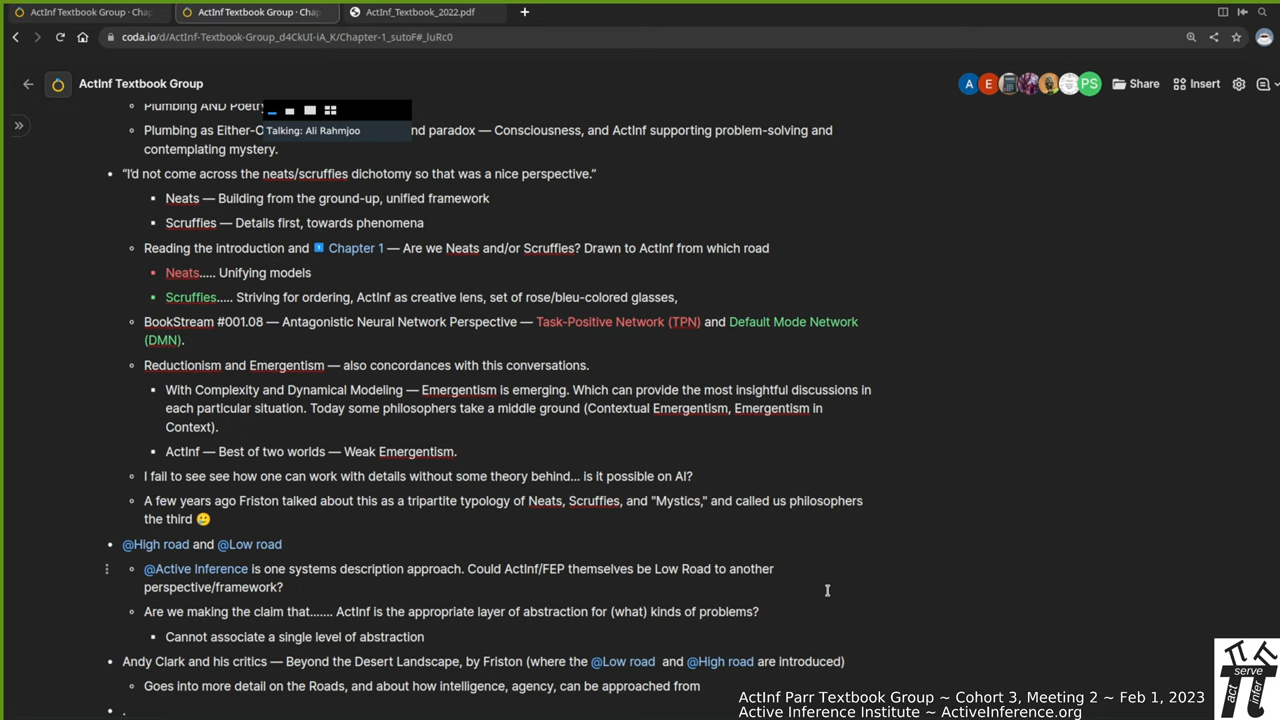 ActInf Textbook Group · Chap
ActInf Textbook Group · Chap
ActInf_Textbook_2022.pdf
coda.io/d/ActInf-Textbook-Group_d4CkUI-iA_K/Chapter-1_sutoF#_luRc0
ActInf Textbook Group
A
E
PS
Share
Insert
Plumbing AND Poetry
Talking: Ali Rahmjoo
Plumbing as Either-O nd paradox — Consciousness, and ActInf supporting problem-solving and
contemplating mystery.
“I’d not come across the neats/scruffies dichotomy so that was a nice perspective.”
Neats — Building from the ground-up, unified framework
Scruffies — Details first, towards phenomena
Reading the introduction and 1 Chapter 1 — Are we Neats and/or Scruffies? Drawn to ActInf from which road
Neats..... Unifying models
Scruffies..... Striving for ordering, ActInf as creative lens, set of rose/bleu-colored glasses,
BookStream #001.08 — Antagonistic Neural Network Perspective — Task-Positive Network (TPN) and Default Mode Network
(DMN).
Reductionism and Emergentism — also concordances with this conversations.
With Complexity and Dynamical Modeling — Emergentism is emerging. Which can provide the most insightful discussions in
each particular situation. Today some philosophers take a middle ground (Contextual Emergentism, Emergentism in
Context).
ActInf — Best of two worlds — Weak Emergentism.
I fail to see see how one can work with details without some theory behind... is it possible on AI?
A few years ago Friston talked about this as a tripartite typology of Neats, Scruffies, and "Mystics," and called us philosophers
the third 🥲
@High road and @Low road
@Active Inference is one systems description approach. Could ActInf/FEP themselves be Low Road to another
perspective/framework?
Are we making the claim that....... ActInf is the appropriate layer of abstraction for (what) kinds of problems?
Cannot associate a single level of abstraction
Andy Clark and his critics — Beyond the Desert Landscape, by Friston (where the @Low road and @High road are introduced)
Goes into more detail on the Roads, and about how intelligence, agency, can be approached from
.
ActInf Parr Textbook Group ~ Cohort 3, Meeting 2 ~ Feb 1, 2023
Active Inference Institute ~ ActiveInference.org
serve
act
infer